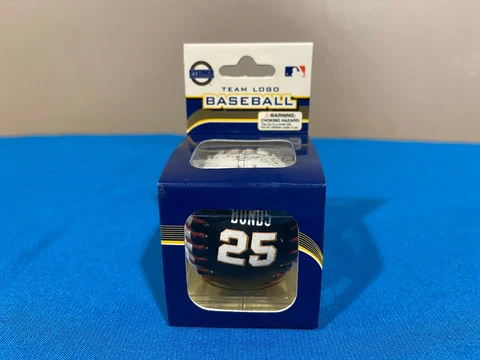 TEAM LOGO
BASEBALL
WARNING:
CHOKING HAZARD
BONDS
25